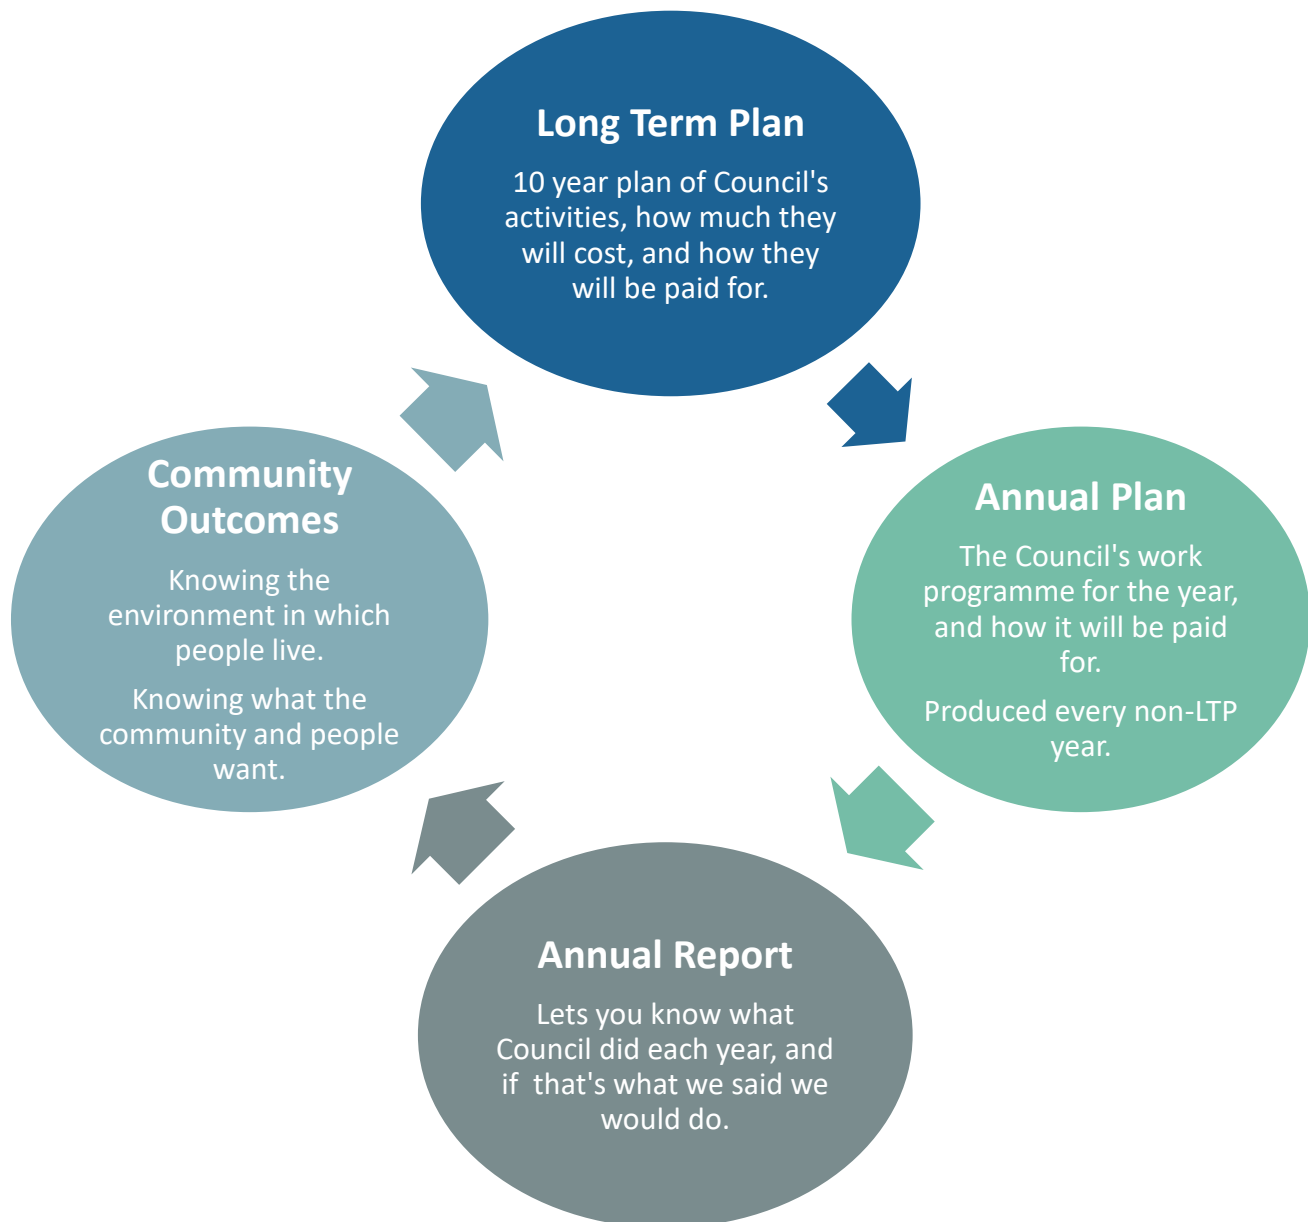 Long Term Plan
10 year plan of Council's
activities, how much they
will cost, and how they
will be paid for.
Annual Plan
The Council's work
programme for the year,
and how it will be paid
for.
Produced every non-LTP
year.
Annual Report
Lets you know what
Council did each year, and
if  that's what we said we
would do.
Community
Outcomes
Knowing the
environment in which
people live.
Knowing what the
community and people
want.